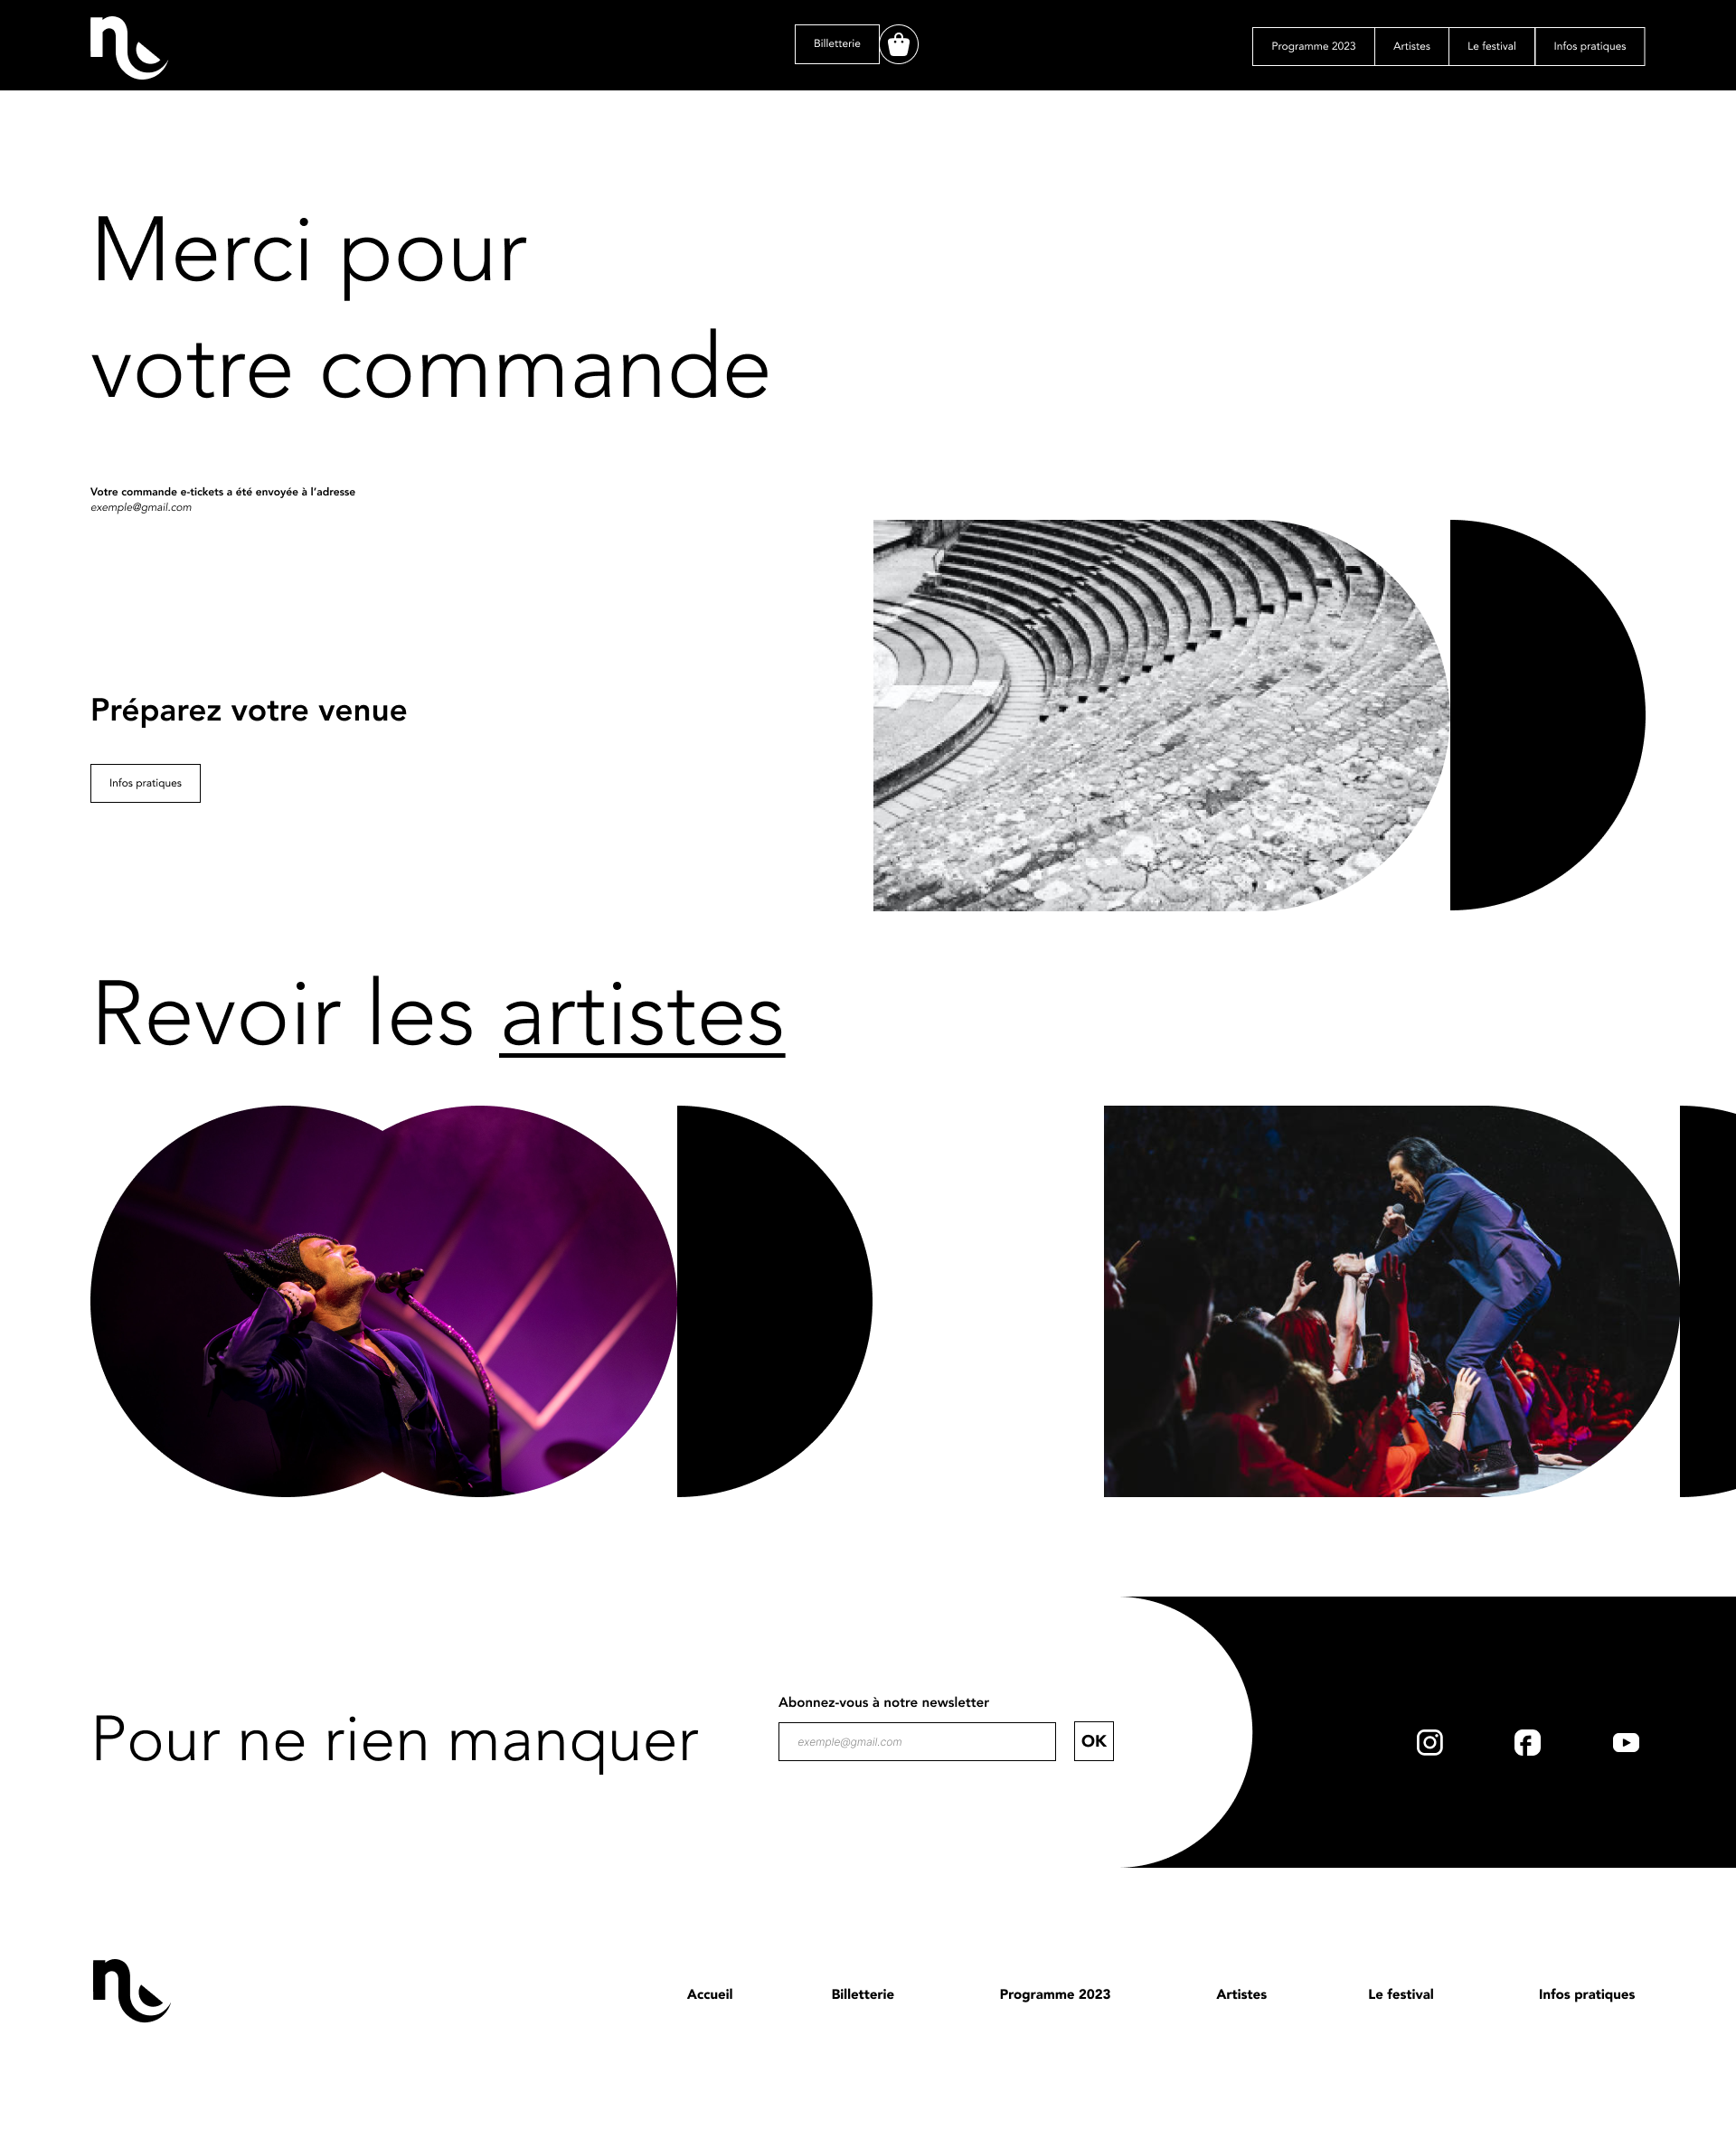 Billetterie
Programme 2023
Artistes
Le festival
Infos pratiques
Merci pour
votre commande
Votre commande e-tickets a été envoyée à l’adresse
exemple@gmail.com
Préparez votre venue
Infos pratiques
Revoir les artistes
Pour ne rien manquer
Abonnez-vous à notre newsletter
exemple@gmail.com
OK
Accueil
Billetterie
Programme 2023
Artistes
Le festival
Infos pratiques